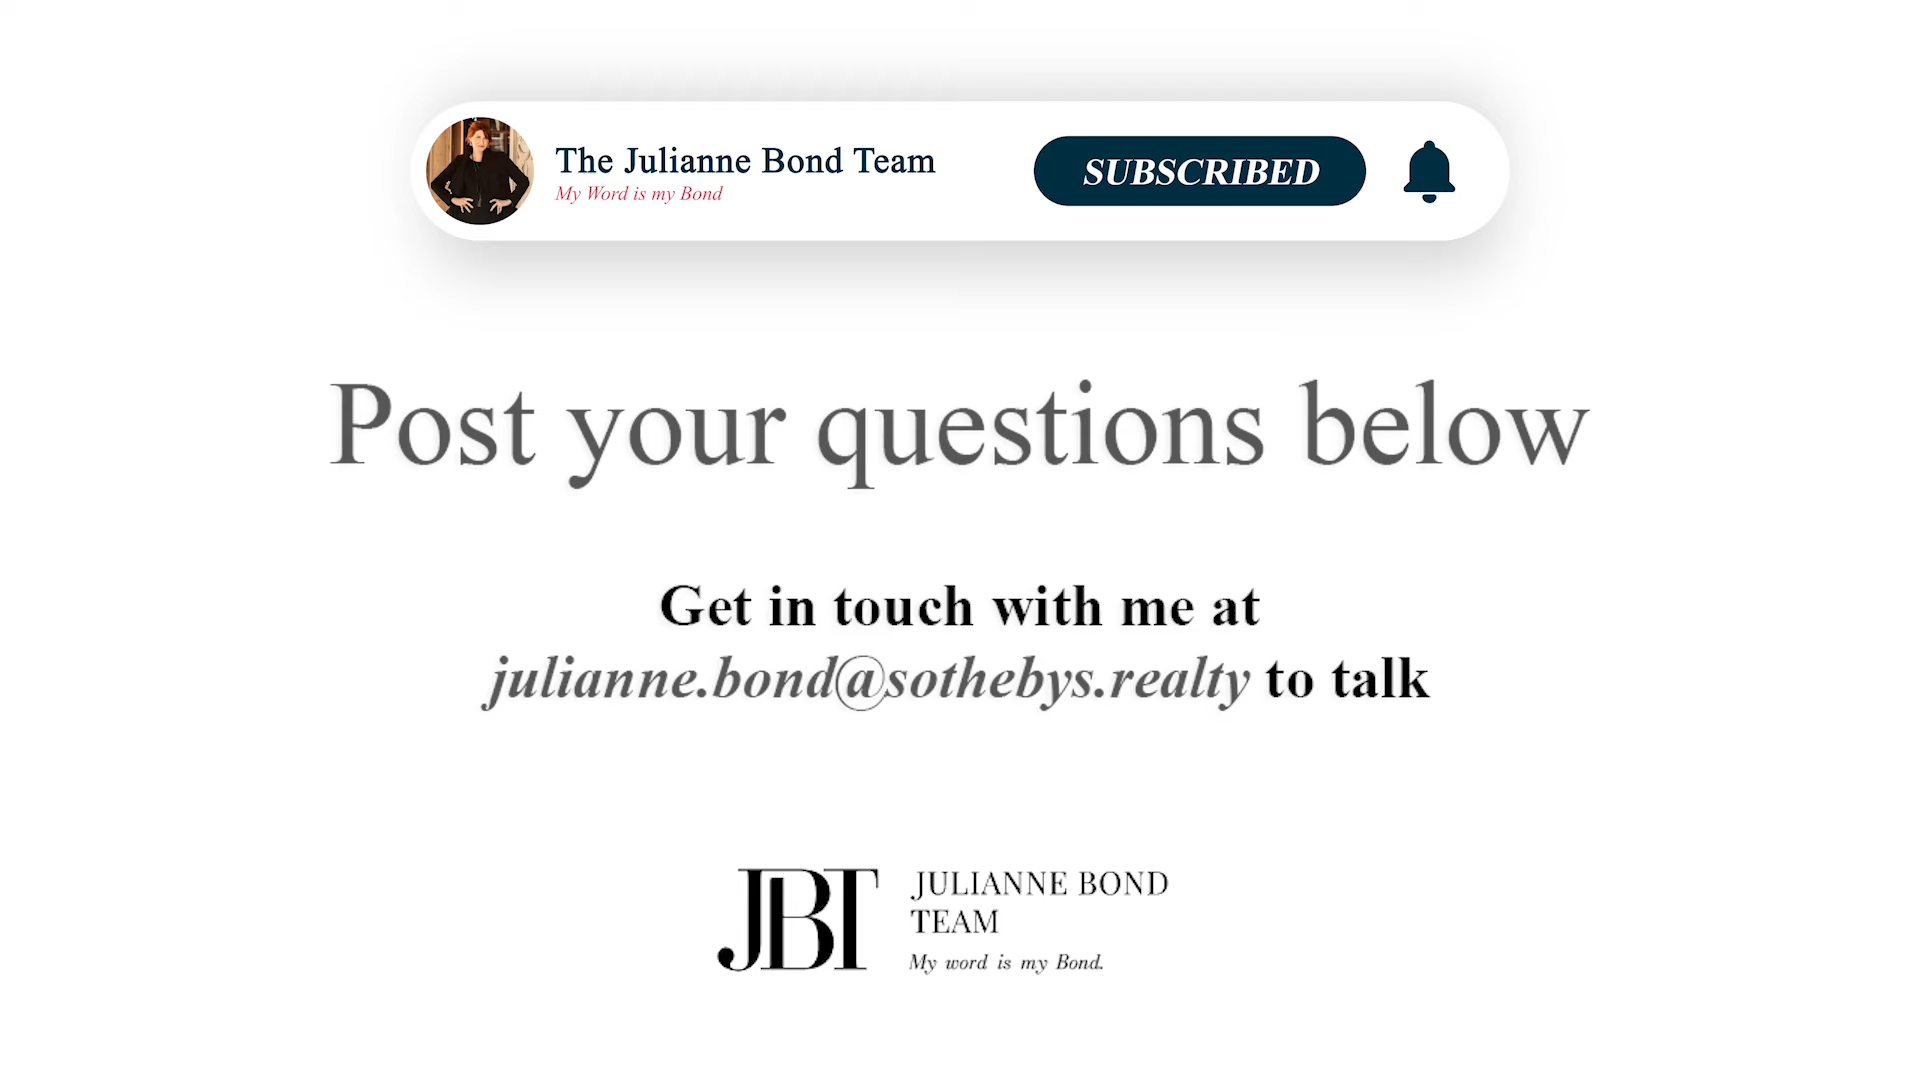 The Julianne Bond Team
My Word is my Bond
SUBSCRIBED
Post your questions below
Get in touch with me at
julianne.bond@sothebys.realty to talk
JBT
JULIANNE BOND
TEAM
My word is my Bond.